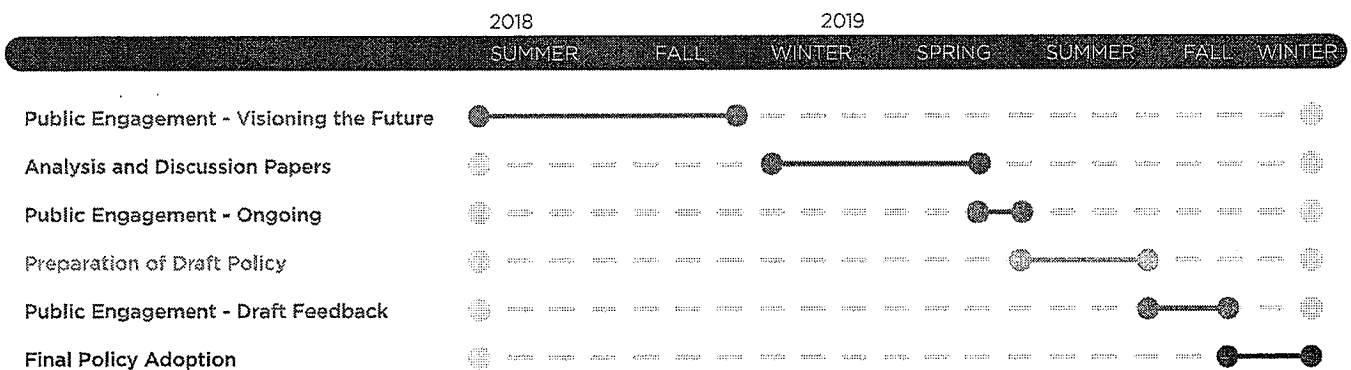 2018 2019
SUMMER FALL WINTER SPRING SUMMER FALL WINTER
Public Engagement - Visioning the Future
Analysis and Discussion Papers
Public Engagement - Ongoing
Preparation of Draft Policy
Public Engagement - Draft Feedback
Final Policy Adoption